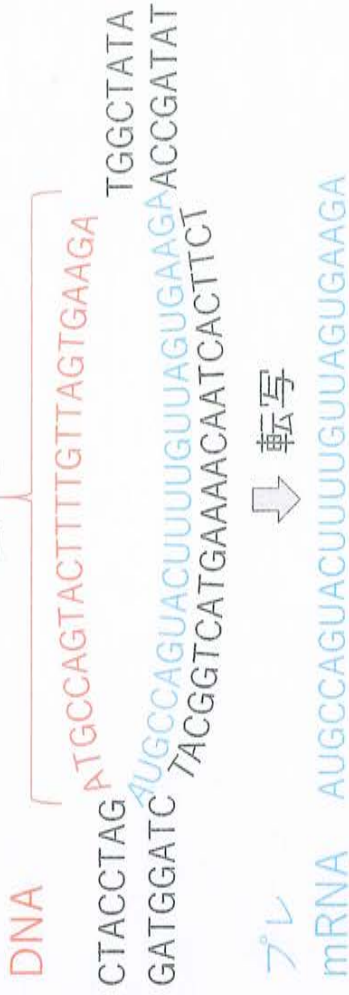 DNA
ATGCCAGTACTTTTGTTAGTGAAGA
CTACCTAG
TGGCTATA
AUGCCAGUACUUUUGUUAGUGAAGA
GATGGATC
ACCGATAT
TACGGTCATGAAAACAATCACTTCT
転写
プレ
mRNA AUGCCAGUACUUUUGUUAGUGAAGA